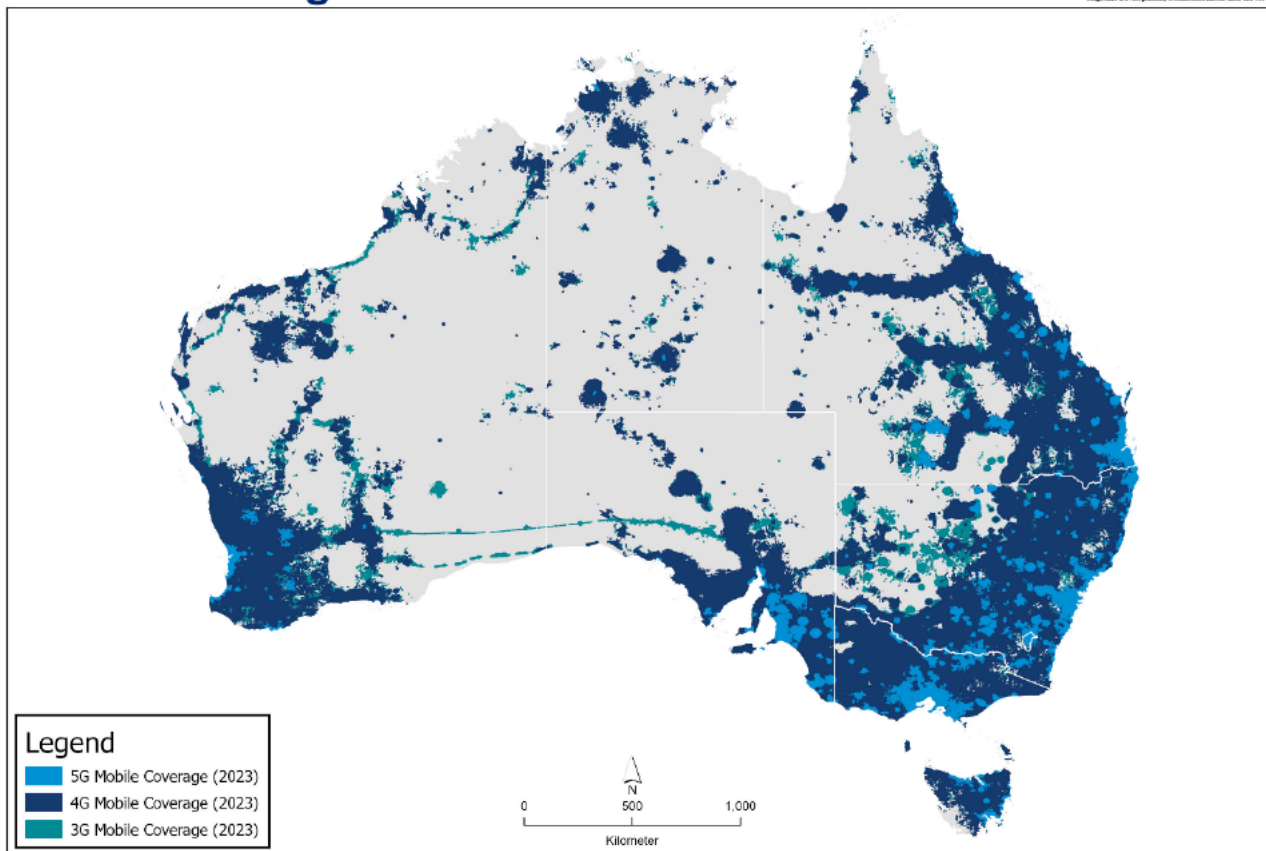 Legend
5G Mobile Coverage (2023)
4G Mobile Coverage (2023)
3G Mobile Coverage (2023)
N
0 500 1,000
Kilometer